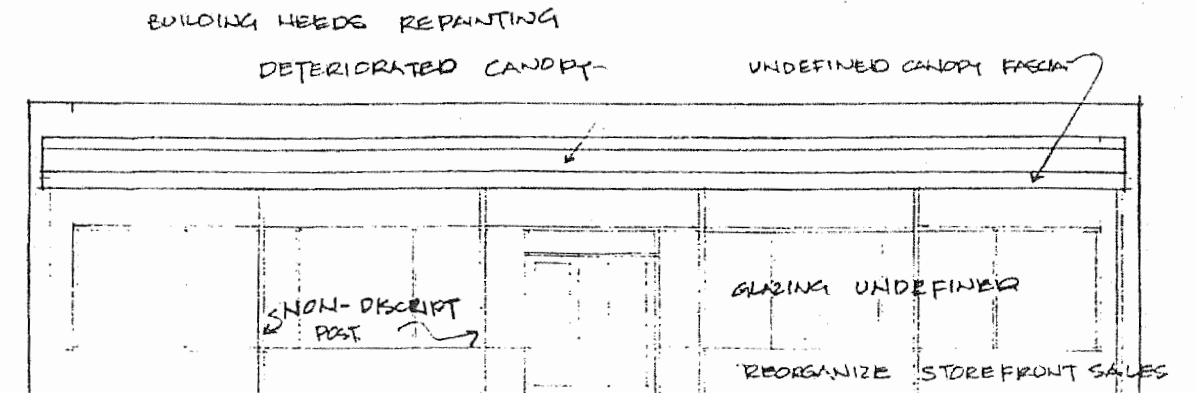 BUILDING NEEDS REPAINTING
DETERIORATED CANOPY
UNDEFINED CANOPY FASCIA
GLAZING UNDEFINED
NON-DISCRIPT
POST.
REORGANIZE STOREFRONT SALES